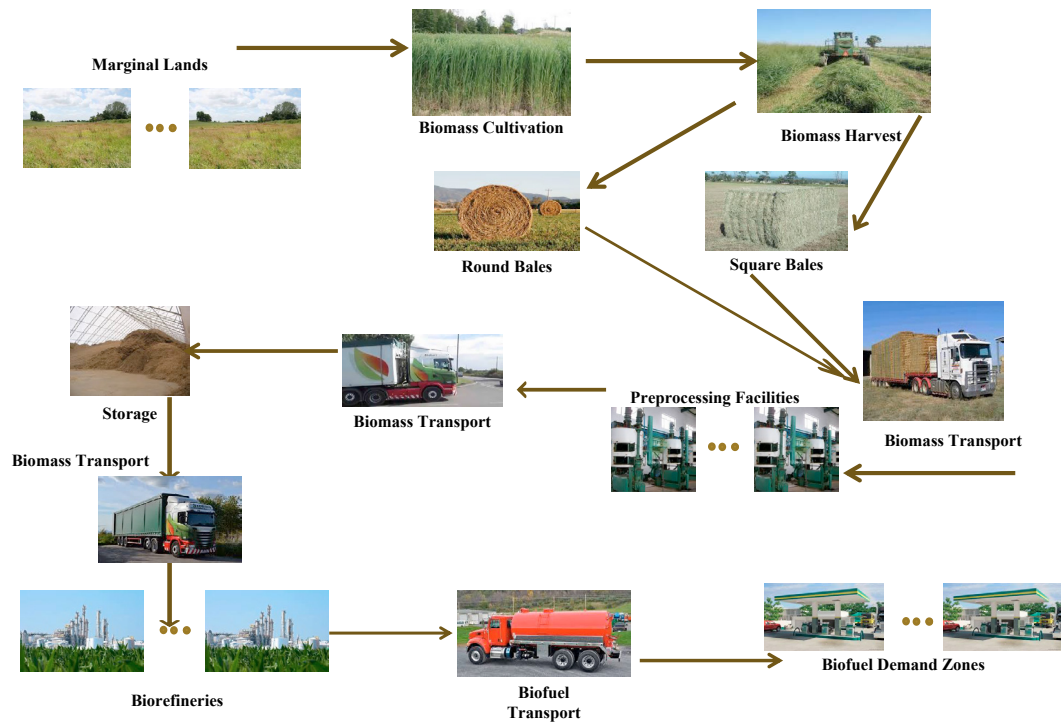 Marginal Lands
Biomass Cultivation
Biomass Harvest
Round Bales
Square Bales
Storage
Biomass Transport
Preprocessing Facilities
Biomass Transport
Biomass Transport
Biorefineries
Biofuel
Transport
Biofuel Demand Zones